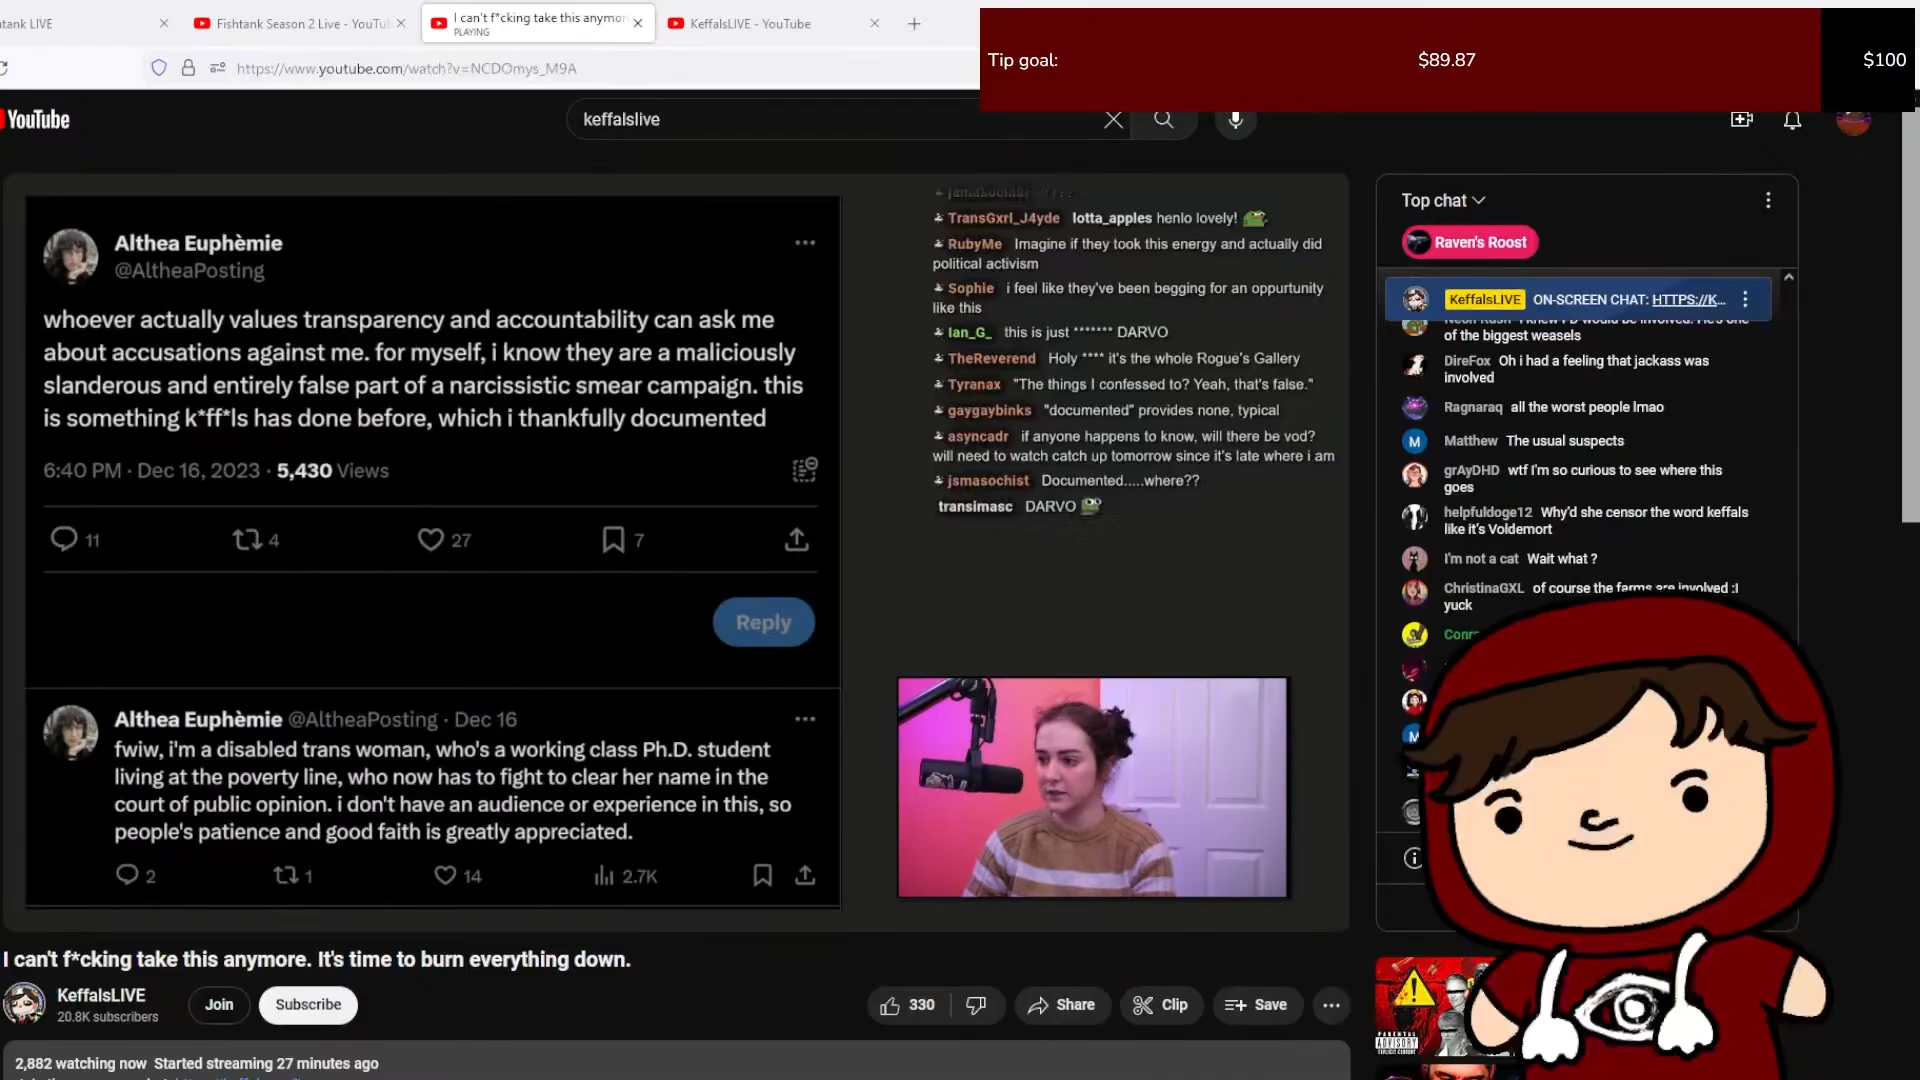 tank LIVE
Fishtank Season 2 Live - YouTu
I can't f*cking take this anymor
PLAYING
KeffalsLIVE - YouTube
https://www.youtube.com/watch?v=NCDOmys_M9A
Tip goal:
$89.87
$100
YouTube
keffalslive
Althea Euphèmie
@AltheaPosting
whoever actually values transparency and accountability can ask me
about accusations against me. for myself, i know they are a maliciously
slanderous and entirely false part of a narcissistic smear campaign. this
is something k*ff*ls has done before, which i thankfully documented
6:40 PM · Dec 16, 2023 · 5,430 Views
11
4
27
7
Reply
Althea Euphèmie @AltheaPosting · Dec 16
fwiw, i'm a disabled trans woman, who's a working class Ph.D. student
living at the poverty line, who now has to fight to clear her name in the
court of public opinion. i don't have an audience or experience in this, so
people's patience and good faith is greatly appreciated.
2
1
14
2.7K
TransGxrl_J4yde lotta_apples henlo lovely!
RubyMe Imagine if they took this energy and actually did
political activism
Sophie i feel like they've been begging for an oppurtunity
like this
Ian_G_ this is just ******* DARVO
TheReverend Holy **** it's the whole Rogue's Gallery
Tyranax "The things I confessed to? Yeah, that's false."
gaygaybinks "documented" provides none, typical
asyncadr if anyone happens to know, will there be vod?
will need to watch catch up tomorrow since it's late where i am
jsmasochist Documented.....where??
transimasc DARVO
Top chat
Raven's Roost
KeffalsLIVE ON-SCREEN CHAT: HTTPS://K...
of the biggest weasels
DireFox Oh i had a feeling that jackass was
involved
Ragnaraq all the worst people lmao
M Matthew The usual suspects
grAyDHD wtf I'm so curious to see where this
goes
helpfuldoge12 Why'd she censor the word keffals
like it's Voldemort
I'm not a cat Wait what ?
ChristinaGXL of course the farms are involved :l
yuck
Conr
M
I can't f*cking take this anymore. It's time to burn everything down.
KeffalsLIVE
20.8K subscribers
Join
Subscribe
330
Share
Clip
Save
PARENTAL
ADVISORY
EXPLICIT CONTENT
2,882 watching now Started streaming 27 minutes ago